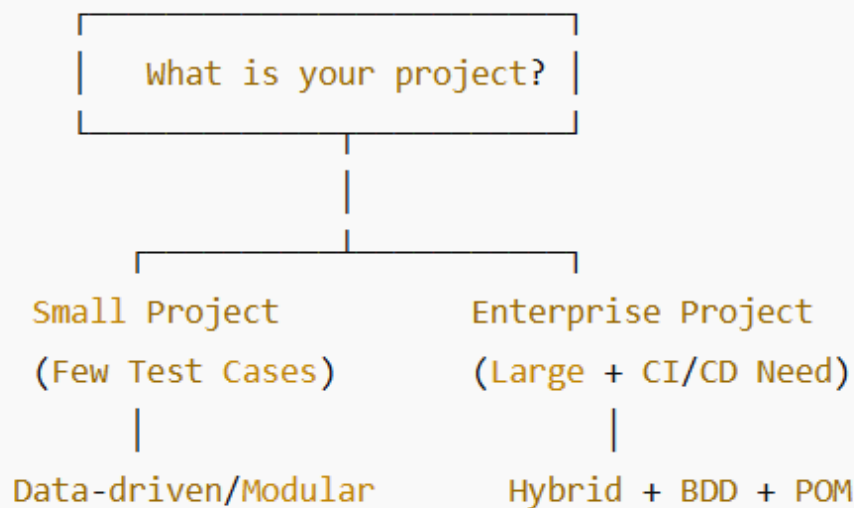 What is your project?
Small Project Enterprise Project
(Few Test Cases) (Large + CI/CD Need)
Data-driven/Modular Hybrid + BDD + POM